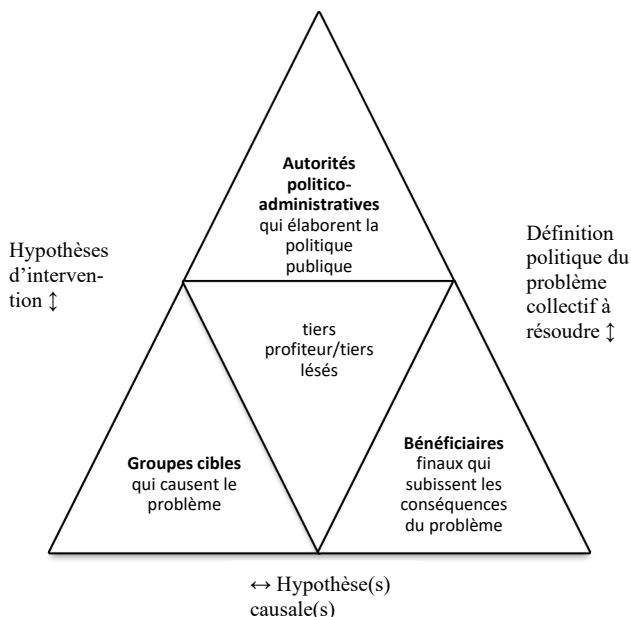 Autorités
politico-
administratives
qui élaborent la
politique
publique
Hypothèses
d'interven-
tion ↕
Définition
politique du
problème
collectif à
résoudre ↕
tiers
profiteur/tiers
lésés
Groupes cibles
qui causent le
problème
Bénéficiaires
finaux qui
subissent les
conséquences
du problème
↔ Hypothèse(s)
causale(s)